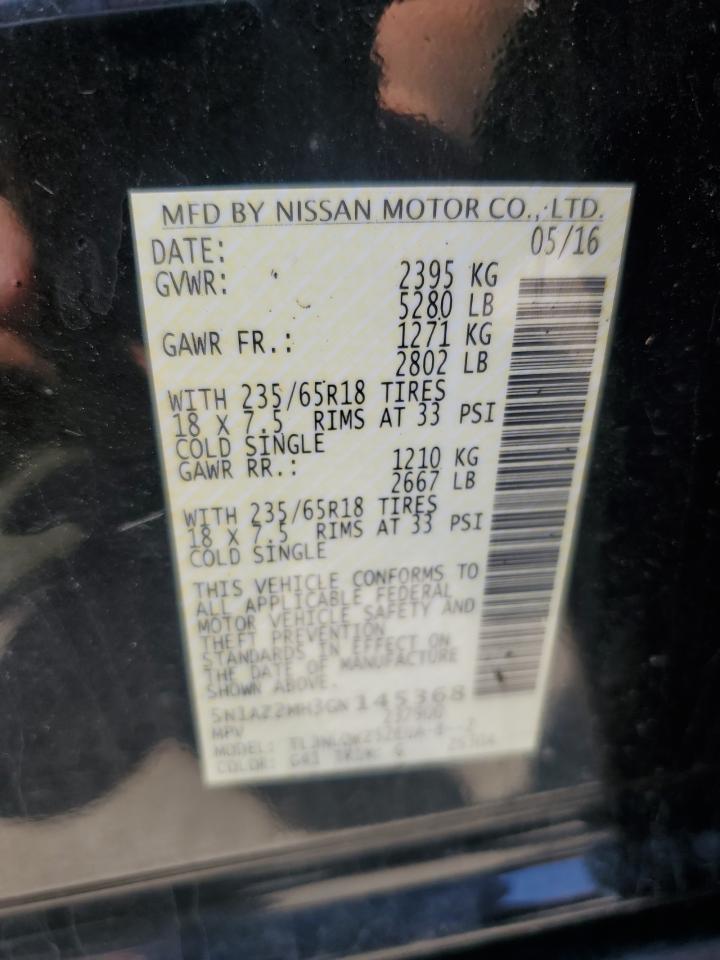 MFD BY NISSAN MOTOR CO., LTD.
DATE: 05/16
GVWR: 2395 KG
5280 LB
GAWR FR.: 1271 KG
2802 LB
WITH 235/65R18 TIRES
18 X 7.5 RIMS AT 33 PSI
COLD SINGLE
GAWR RR.: 1210 KG
2667 LB
WITH 235/65R18 TIRES
18 X 7.5 RIMS AT 33 PSI
COLD SINGLE
THIS VEHICLE CONFORMS TO
ALL APPLICABLE FEDERAL
MOTOR VEHICLE SAFETY AND
THEFT PREVENTION
STANDARDS IN EFFECT ON
THE DATE OF MANUFACTURE
SHOWN ABOVE.
5N1AZ2MH3GN145368
MPV
MODEL:
COLOR: G41 TRIM: G